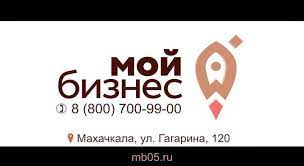 мой
бизнес
8 (800) 700-99-00
Махачкала, ул. Гагарина, 120
mb05.ru